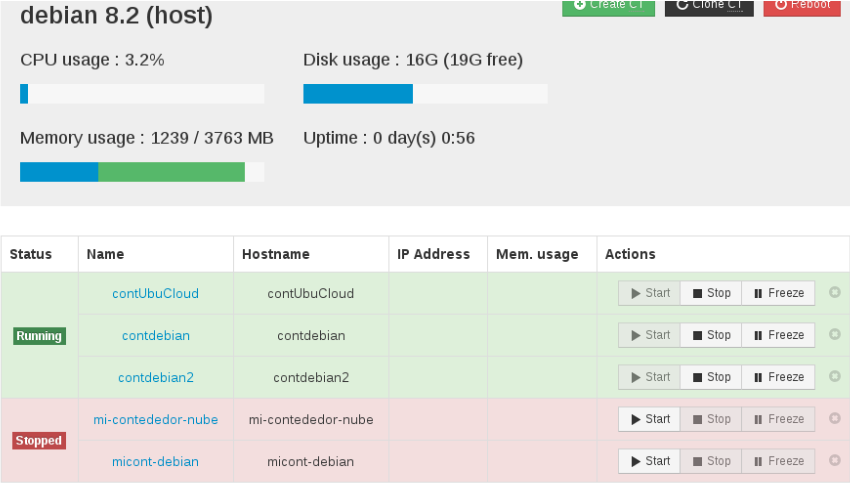 debian 8.2 (host)
Create CT Clone CT Reboot
CPU usage : 3.2% Disk usage : 16G (19G free)
Memory usage : 1239 / 3763 MB Uptime : 0 day(s) 0:56
Status Name Hostname IP Address Mem. usage Actions
contUbuCloud contUbuCloud Start Stop Freeze
Running contdebian contdebian Start Stop Freeze
contdebian2 contdebian2 Start Stop Freeze
mi-contededor-nube mi-contededor-nube Start Stop Freeze
Stopped
micont-debian micont-debian Start Stop Freeze